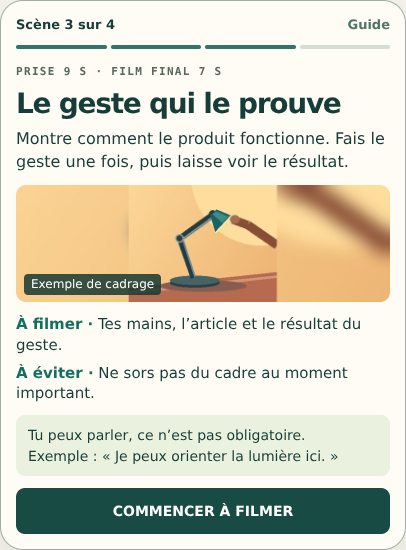 Scène 3 sur 4
Guide
PRISE 9 S · FILM FINAL 7 S
Le geste qui le prouve
Montre comment le produit fonctionne. Fais le
geste une fois, puis laisse voir le résultat.
Exemple de cadrage
À filmer · Tes mains, l’article et le résultat du
geste.
À éviter · Ne sors pas du cadre au moment
important.
Tu peux parler, ce n’est pas obligatoire.
Exemple : « Je peux orienter la lumière ici. »
COMMENCER À FILMER